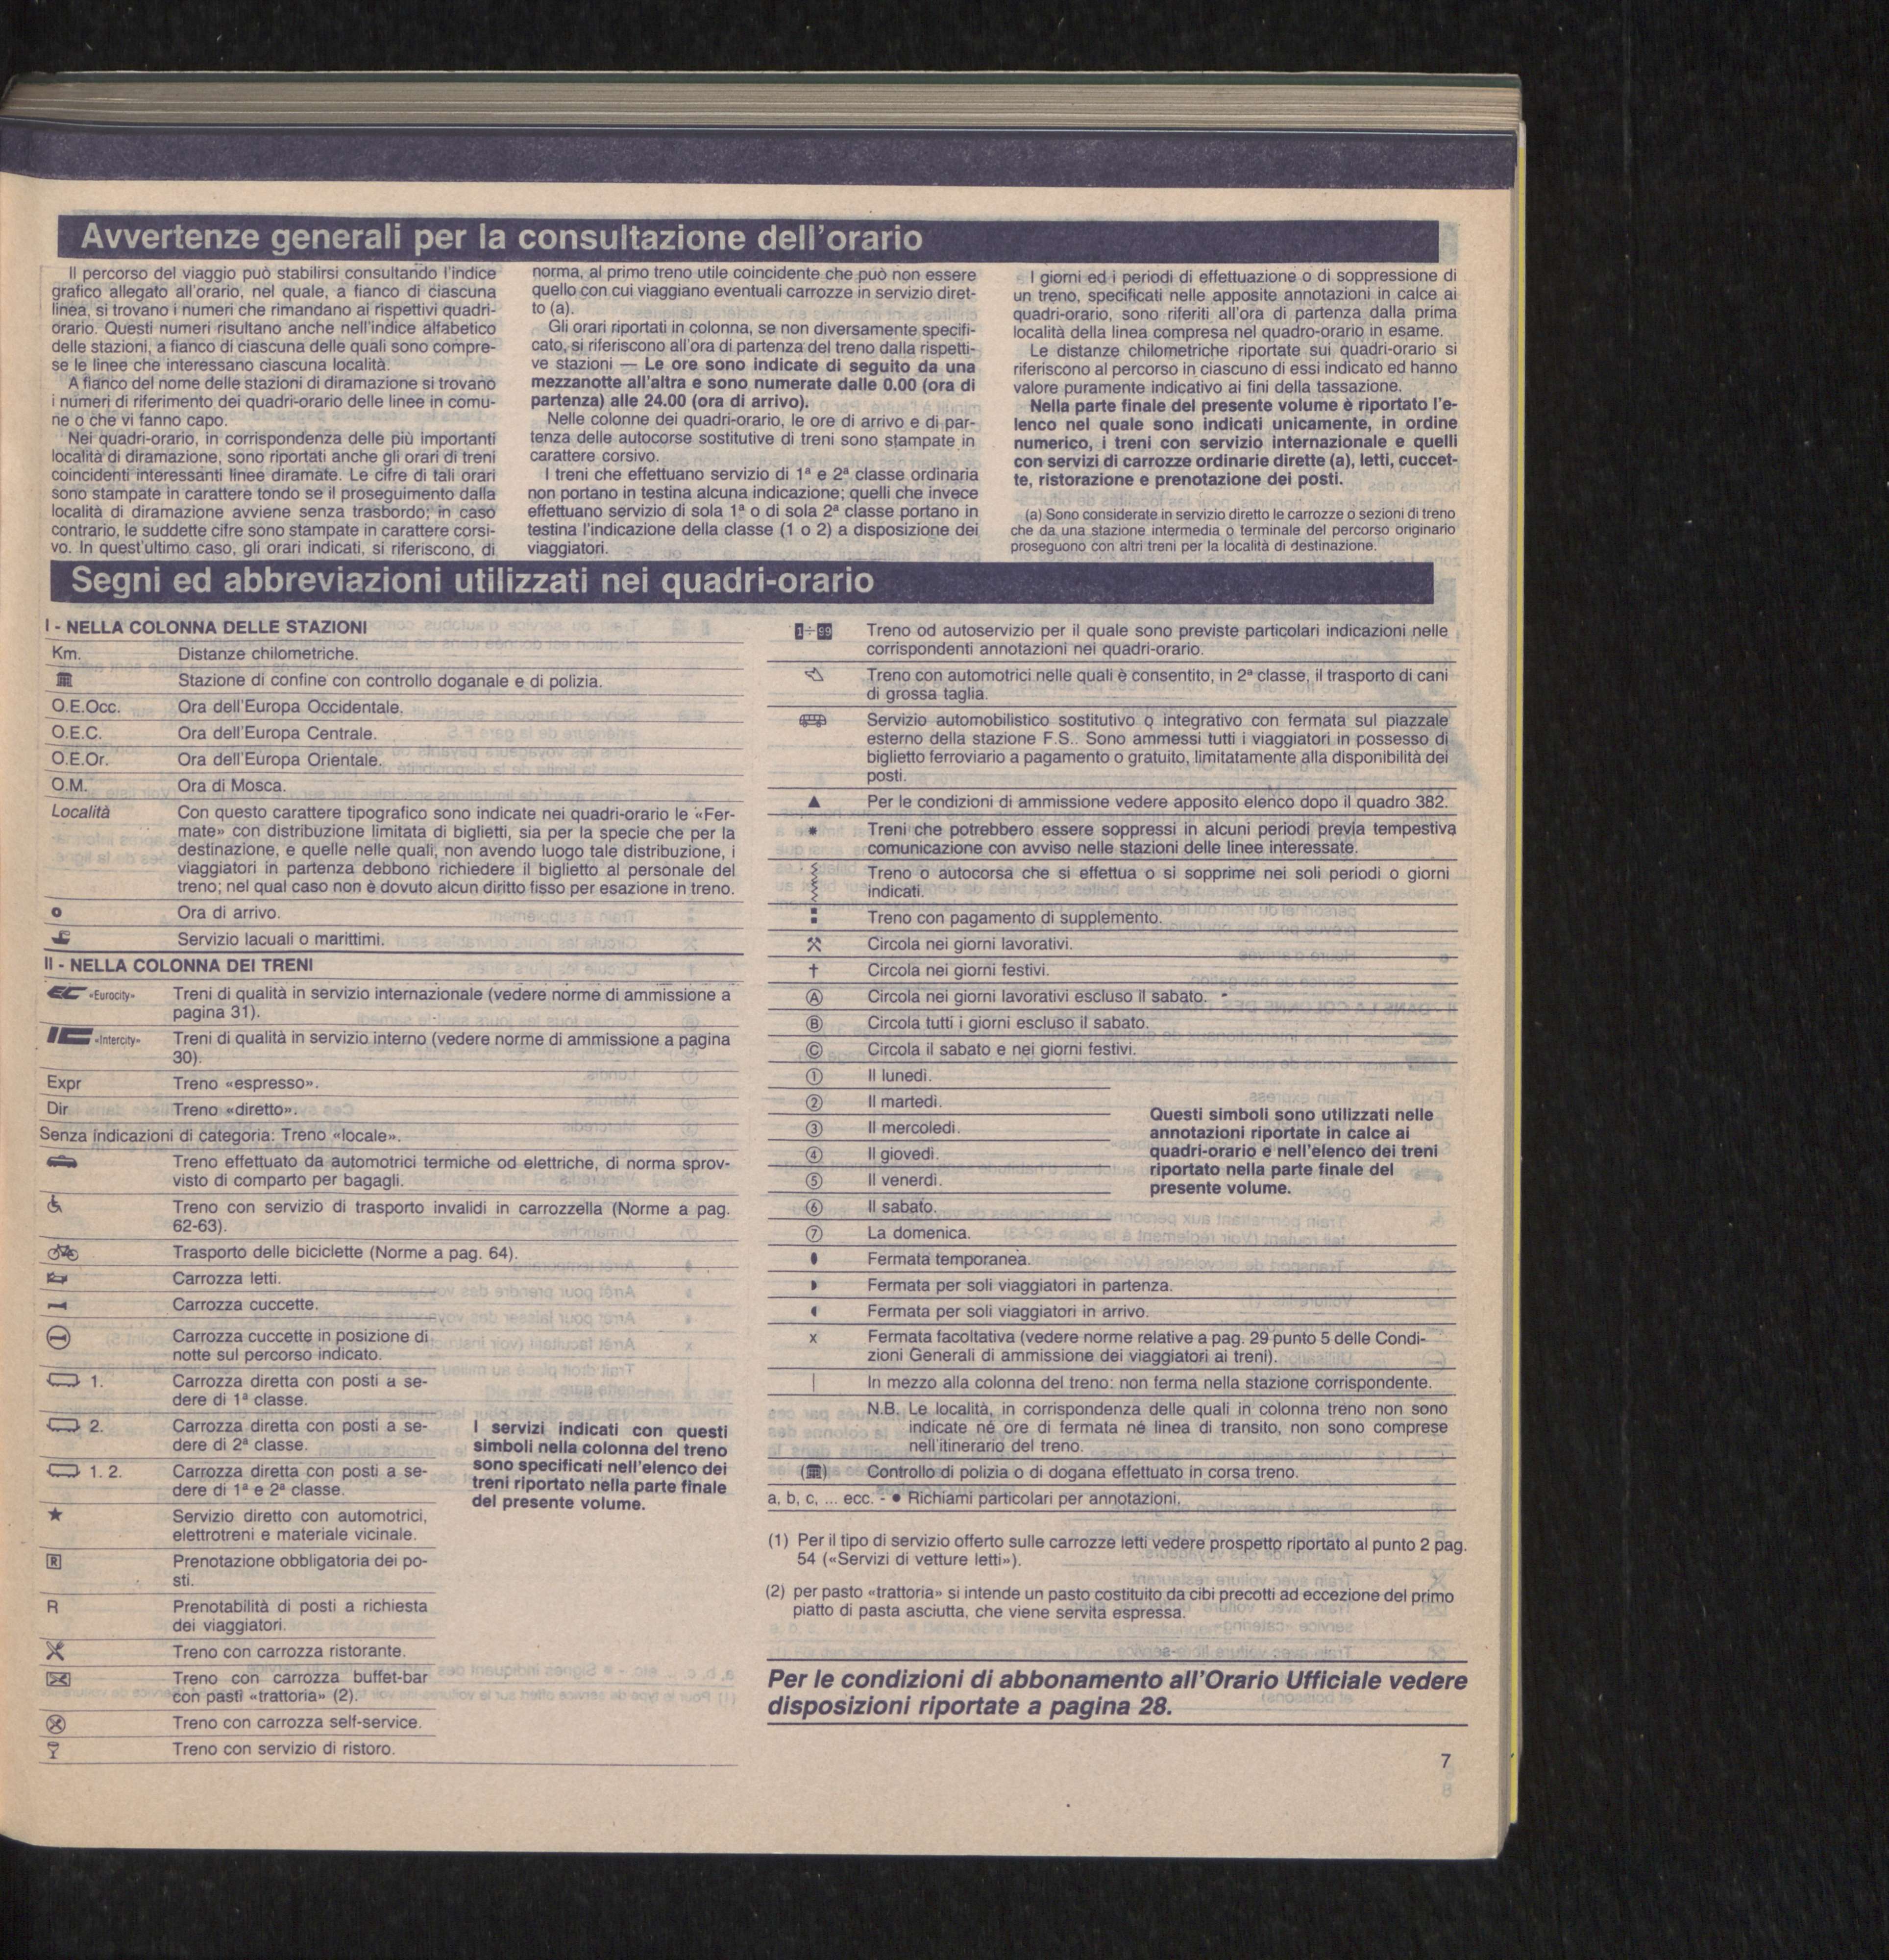 Avvertenze generali per la consultazione dell'orario
Il percorso del viaggio può stabilirsi consultando l'indice
grafico allegato all'orario, nel quale, a fianco di ciascuna
linea, si trovano i numeri che rimandano ai rispettivi quadri-
orario. Questi numeri risultano anche nell'indice alfabetico
delle stazioni, a fianco di ciascuna delle quali sono compre-
se le linee che interessano ciascuna località.
A fianco del nome delle stazioni di diramazione si trovano
i numeri di riferimento dei quadri-orario delle linee in comu-
ne o che vi fanno capo.
Nei quadri-orario, in corrispondenza delle più importanti
località di diramazione, sono riportati anche gli orari di treni
coincidenti interessanti linee diramate. Le cifre di tali orari
sono stampate in carattere tondo se il proseguimento dalla
località di diramazione avviene senza trasbordo; in caso
contrario, le suddette cifre sono stampate in carattere corsi-
vo. In quest'ultimo caso, gli orari indicati, si riferiscono, di
norma, al primo treno utile coincidente che può non essere
quello con cui viaggiano eventuali carrozze in servizio diret-
to (a).
Gli orari riportati in colonna, se non diversamente specifi-
cato, si riferiscono all'ora di partenza del treno dalla rispetti-
ve stazioni — Le ore sono indicate di seguito da una
mezzanotte all'altra e sono numerate dalle 0.00 (ora di
partenza) alle 24.00 (ora di arrivo).
Nelle colonne dei quadri-orario, le ore di arrivo e di par-
tenza delle autocorse sostitutive di treni sono stampate in
carattere corsivo.
I treni che effettuano servizio di 1ª e 2ª classe ordinaria
non portano in testina alcuna indicazione; quelli che invece
effettuano servizio di sola 1ª o di sola 2ª classe portano in
testina l'indicazione della classe (1 o 2) a disposizione dei
viaggiatori.
I giorni ed i periodi di effettuazione o di soppressione di
un treno, specificati nelle apposite annotazioni in calce ai
quadri-orario, sono riferiti all'ora di partenza dalla prima
località della linea compresa nel quadro-orario in esame.
Le distanze chilometriche riportate sui quadri-orario si
riferiscono al percorso in ciascuno di essi indicato ed hanno
valore puramente indicativo ai fini della tassazione.
Nella parte finale del presente volume è riportato l'e-
lenco nel quale sono indicati unicamente, in ordine
numerico, i treni con servizio internazionale e quelli
con servizi di carrozze ordinarie dirette (a), letti, cuccet-
te, ristorazione e prenotazione dei posti.
(a) Sono considerate in servizio diretto le carrozze o sezioni di treno
che da una stazione intermedia o terminale del percorso originario
proseguono con altri treni per la località di destinazione.
Segni ed abbreviazioni utilizzati nei quadri-orario
I - NELLA COLONNA DELLE STAZIONI
Km. Distanze chilometriche.
Stazione di confine con controllo doganale e di polizia.
O.E.Occ. Ora dell'Europa Occidentale.
O.E.C. Ora dell'Europa Centrale.
O.E.Or. Ora dell'Europa Orientale.
O.M. Ora di Mosca.
Località Con questo carattere tipografico sono indicate nei quadri-orario le «Fer-
mate» con distribuzione limitata di biglietti, sia per la specie che per la
destinazione, e quelle nelle quali, non avendo luogo tale distribuzione, i
viaggiatori in partenza debbono richiedere il biglietto al personale del
treno; nel qual caso non è dovuto alcun diritto fisso per esazione in treno.
Ora di arrivo.
Servizio lacuali o marittimi.
II - NELLA COLONNA DEI TRENI
EC «Eurocity» Treni di qualità in servizio internazionale (vedere norme di ammissione a
pagina 31).
IC «Intercity» Treni di qualità in servizio interno (vedere norme di ammissione a pagina
30).
Expr Treno «espresso».
Dir Treno «diretto».
Senza indicazioni di categoria: Treno «locale».
Treno effettuato da automotrici termiche od elettriche, di norma sprov-
visto di comparto per bagagli.
♿ Treno con servizio di trasporto invalidi in carrozzella (Norme a pag.
62-63).
Trasporto delle biciclette (Norme a pag. 64).
Carrozza letti.
Carrozza cuccette.
Carrozza cuccette in posizione di
notte sul percorso indicato.
1. Carrozza diretta con posti a se-
dere di 1ª classe.
2. Carrozza diretta con posti a se-
dere di 2ª classe.
1. 2. Carrozza diretta con posti a se-
dere di 1ª e 2ª classe.
★ Servizio diretto con automotrici,
elettrotreni e materiale vicinale.
R Prenotazione obbligatoria dei po-
sti.
R Prenotabilità di posti a richiesta
dei viaggiatori.
Treno con carrozza ristorante.
Treno con carrozza buffet-bar
con pasti «trattoria» (2).
Treno con carrozza self-service.
Treno con servizio di ristoro.
I servizi indicati con questi
simboli nella colonna del treno
sono specificati nell'elenco dei
treni riportato nella parte finale
del presente volume.
1÷99 Treno od autoservizio per il quale sono previste particolari indicazioni nelle
corrispondenti annotazioni nei quadri-orario.
Treno con automotrici nelle quali è consentito, in 2ª classe, il trasporto di cani
di grossa taglia.
Servizio automobilistico sostitutivo o integrativo con fermata sul piazzale
esterno della stazione F.S.. Sono ammessi tutti i viaggiatori in possesso di
biglietto ferroviario a pagamento o gratuito, limitatamente alla disponibilità dei
posti.
▲ Per le condizioni di ammissione vedere apposito elenco dopo il quadro 382.
Treni che potrebbero essere soppressi in alcuni periodi previa tempestiva
comunicazione con avviso nelle stazioni delle linee interessate.
Treno o autocorsa che si effettua o si sopprime nei soli periodi o giorni
indicati.
Treno con pagamento di supplemento.
⚒ Circola nei giorni lavorativi.
† Circola nei giorni festivi.
Ⓐ Circola nei giorni lavorativi escluso il sabato.
Ⓑ Circola tutti i giorni escluso il sabato.
Ⓒ Circola il sabato e nei giorni festivi.
① Il lunedì.
② Il martedì.
③ Il mercoledì.
④ Il giovedì.
⑤ Il venerdì.
⑥ Il sabato.
⑦ La domenica.
Questi simboli sono utilizzati nelle
annotazioni riportate in calce ai
quadri-orario e nell'elenco dei treni
riportato nella parte finale del
presente volume.
Fermata temporanea.
Fermata per soli viaggiatori in partenza.
Fermata per soli viaggiatori in arrivo.
x Fermata facoltativa (vedere norme relative a pag. 29 punto 5 delle Condi-
zioni Generali di ammissione dei viaggiatori ai treni).
| In mezzo alla colonna del treno: non ferma nella stazione corrispondente.
N.B. Le località, in corrispondenza delle quali in colonna treno non sono
indicate né ore di fermata né linea di transito, non sono comprese
nell'itinerario del treno.
Controllo di polizia o di dogana effettuato in corsa treno.
a, b, c, ... ecc. - ● Richiami particolari per annotazioni.
(1) Per il tipo di servizio offerto sulle carrozze letti vedere prospetto riportato al punto 2 pag.
54 («Servizi di vetture letti»).
(2) per pasto «trattoria» si intende un pasto costituito da cibi precotti ad eccezione del primo
piatto di pasta asciutta, che viene servita espressa.
Per le condizioni di abbonamento all'Orario Ufficiale vedere
disposizioni riportate a pagina 28.
7